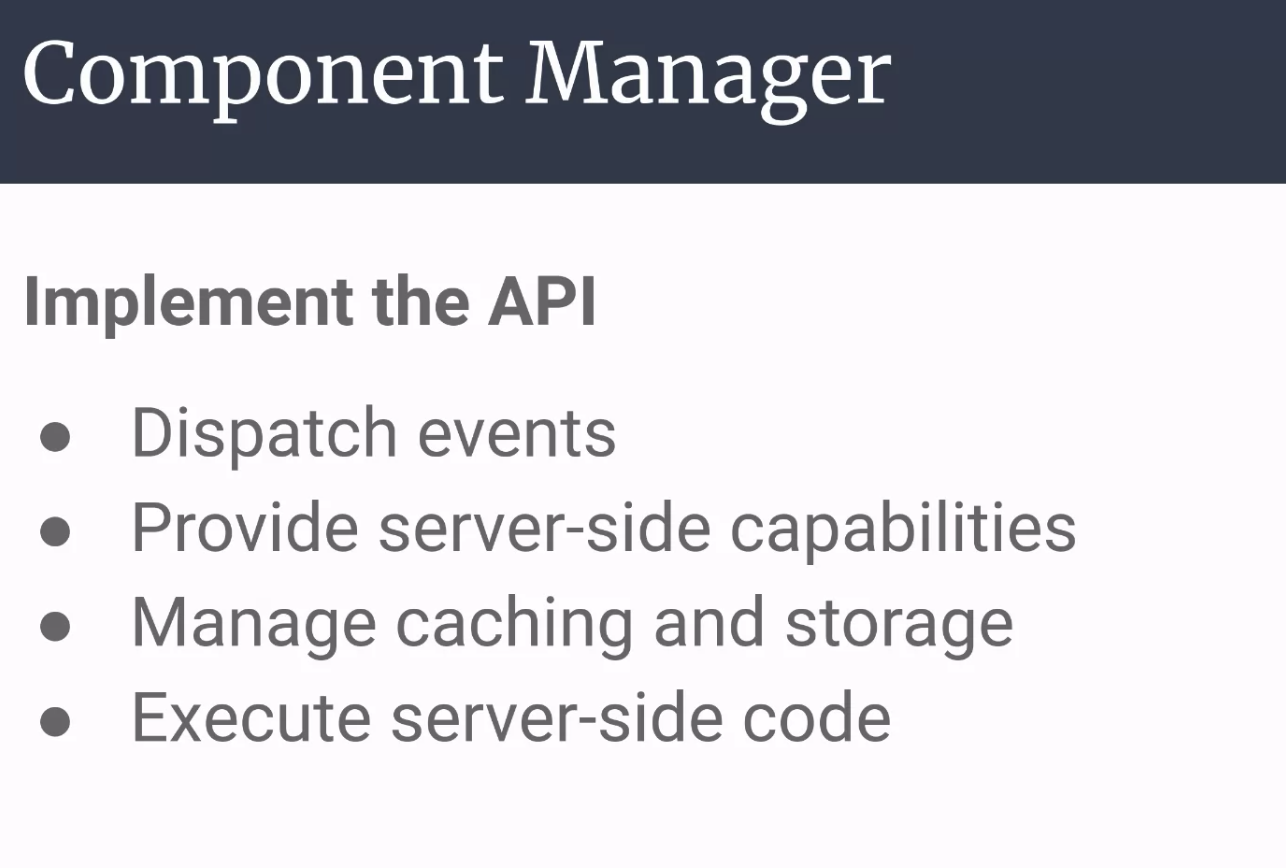 Component Manager
Implement the API
● Dispatch events
● Provide server-side capabilities
● Manage caching and storage
● Execute server-side code